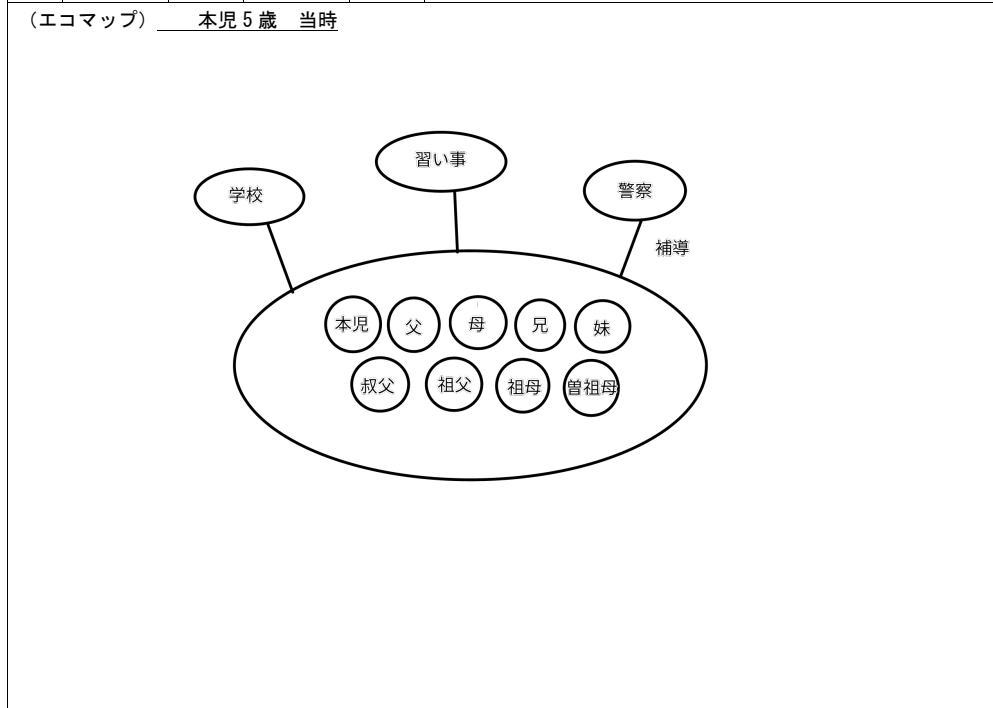 （エコマップ）　　本児５歳　当時
習い事
学校
警察
補導
本児
父
母
兄
妹
叔父
祖父
祖母
曽祖母